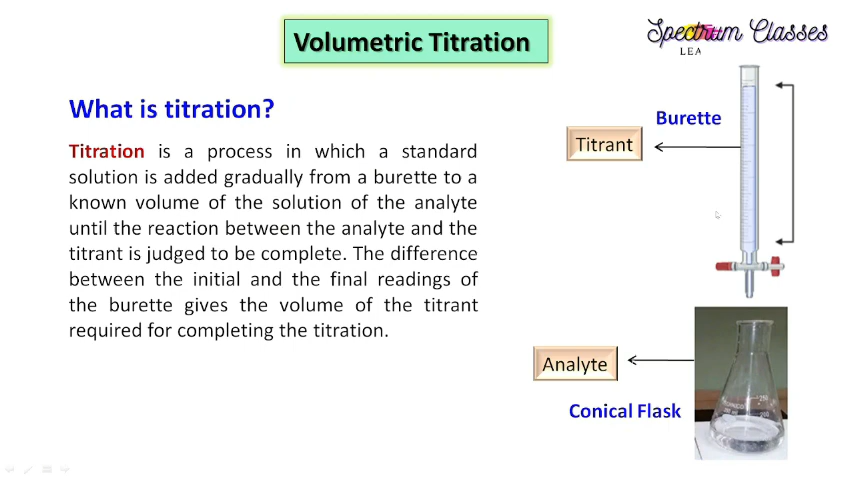 Volumetric Titration
Spectrum Classes
LEA
What is titration?
Burette
Titrant
Titration is a process in which a standard
solution is added gradually from a burette to a
known volume of the solution of the analyte
until the reaction between the analyte and the
titrant is judged to be complete. The difference
between the initial and the final readings of
the burette gives the volume of the titrant
required for completing the titration.
Analyte
Conical Flask
250
200